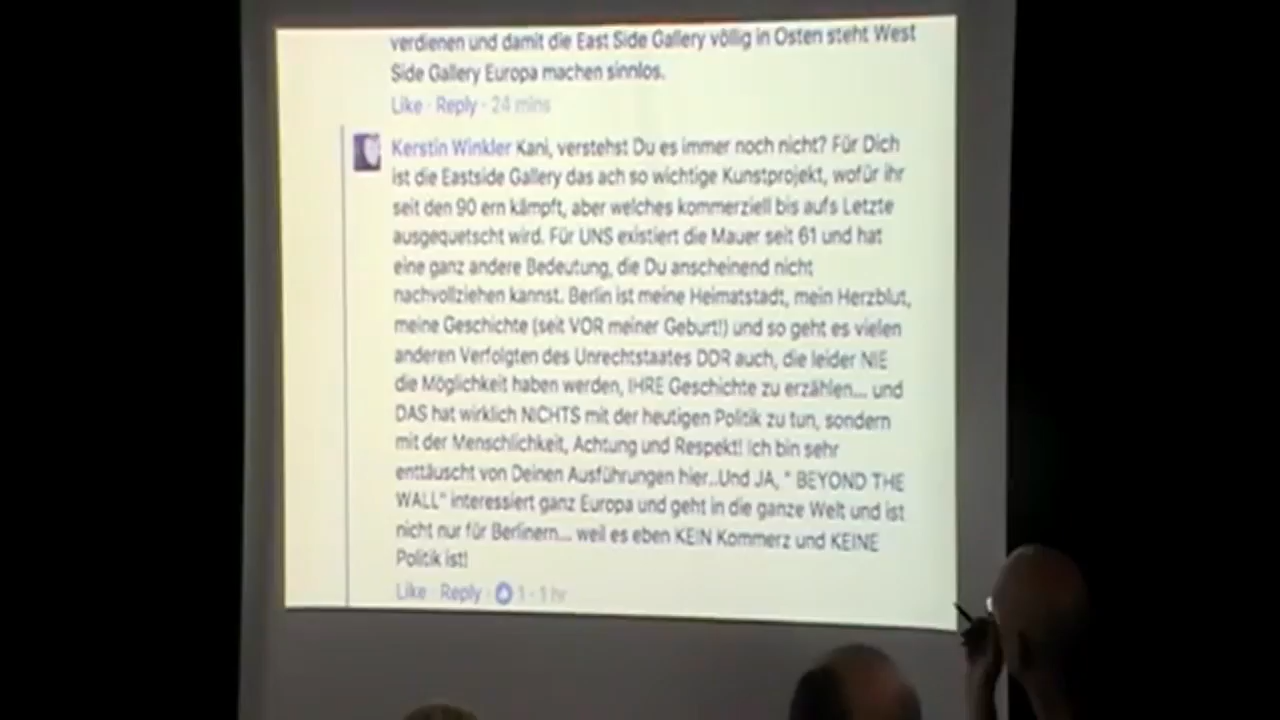 verdienen und damit die East Side Gallery völlig in Osten steht West
Side Gallery Europa machen sinnlos.
Like · Reply · 24 mins
Kerstin Winkler Kani, verstehst Du es immer noch nicht? Für Dich
ist die Eastside Gallery das ach so wichtige Kunstprojekt, wofür ihr
seit den 90 ern kämpft, aber welches kommerziell bis aufs Letzte
ausgequetscht wird. Für UNS existiert die Mauer seit 61 und hat
eine ganz andere Bedeutung, die Du anscheinend nicht
nachvollziehen kannst. Berlin ist meine Heimatstadt, mein Herzblut,
meine Geschichte (seit VOR meiner Geburt!) und so geht es vielen
anderen Verfolgten des Unrechtstaates DDR auch, die leider NIE
die Möglichkeit haben werden, IHRE Geschichte zu erzählen... und
DAS hat wirklich NICHTS mit der heutigen Politik zu tun, sondern
mit der Menschlichkeit, Achtung und Respekt! Ich bin sehr
enttäuscht von Deinen Ausführungen hier..Und JA, " BEYOND THE
WALL" interessiert ganz Europa und geht in die ganze Welt und ist
nicht nur für Berlinern... weil es eben KEIN Kommerz und KEINE
Politik ist!
Like · Reply · 1 · 1 hr